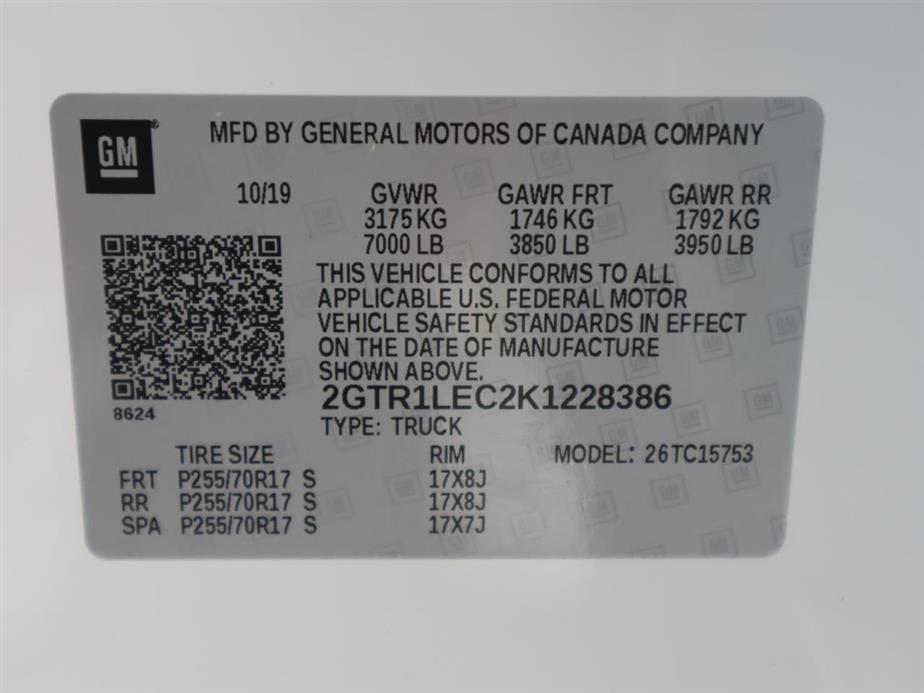 GM ®
MFD BY GENERAL MOTORS OF CANADA COMPANY
10/19 GVWR GAWR FRT GAWR RR
3175 KG 1746 KG 1792 KG
7000 LB 3850 LB 3950 LB
THIS VEHICLE CONFORMS TO ALL
APPLICABLE U.S. FEDERAL MOTOR
VEHICLE SAFETY STANDARDS IN EFFECT
ON THE DATE OF MANUFACTURE
SHOWN ABOVE.
2GTR1LEC2K1228386
8624
TYPE: TRUCK
TIRE SIZE RIM MODEL: 26TC15753
FRT P255/70R17 S 17X8J
RR P255/70R17 S 17X8J
SPA P255/70R17 S 17X7J